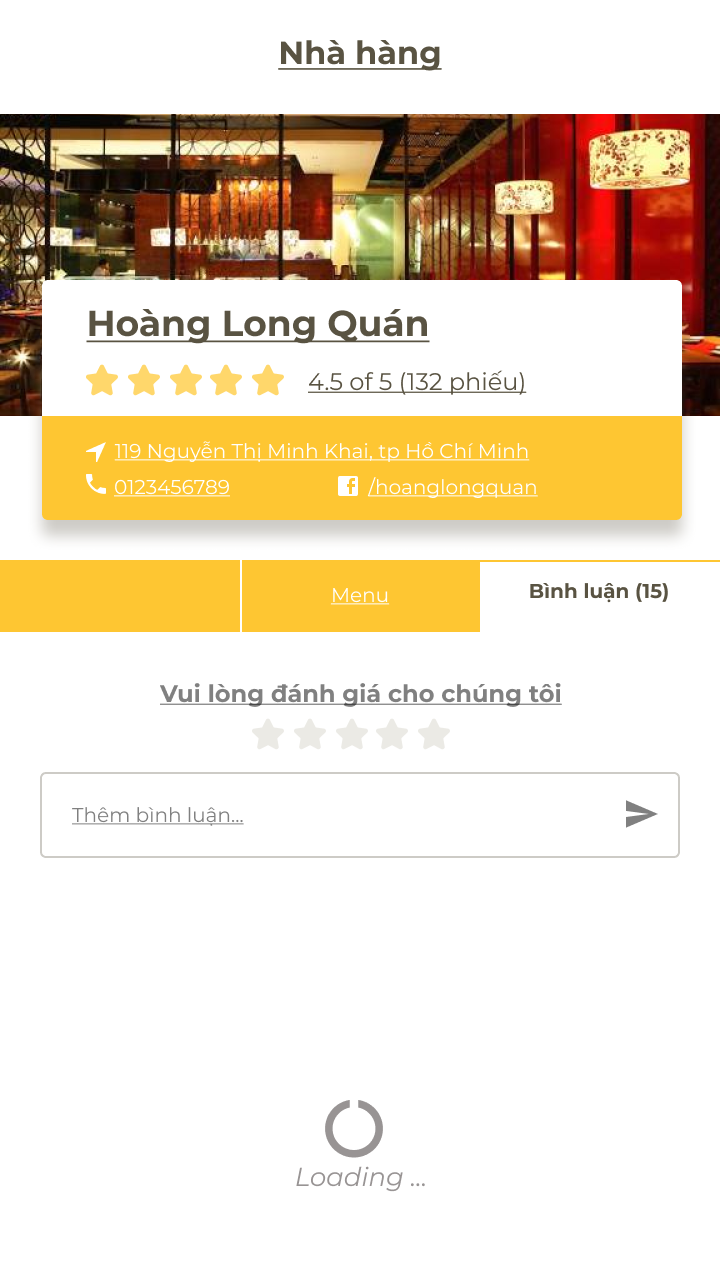 Nhà hàng
Hoàng Long Quán
4.5 of 5 (132 phiếu)
119 Nguyễn Thị Minh Khai, tp Hồ Chí Minh
0123456789
/hoanglongquan
Menu
Bình luận (15)
Vui lòng đánh giá cho chúng tôi
Thêm bình luận...
Loading ...